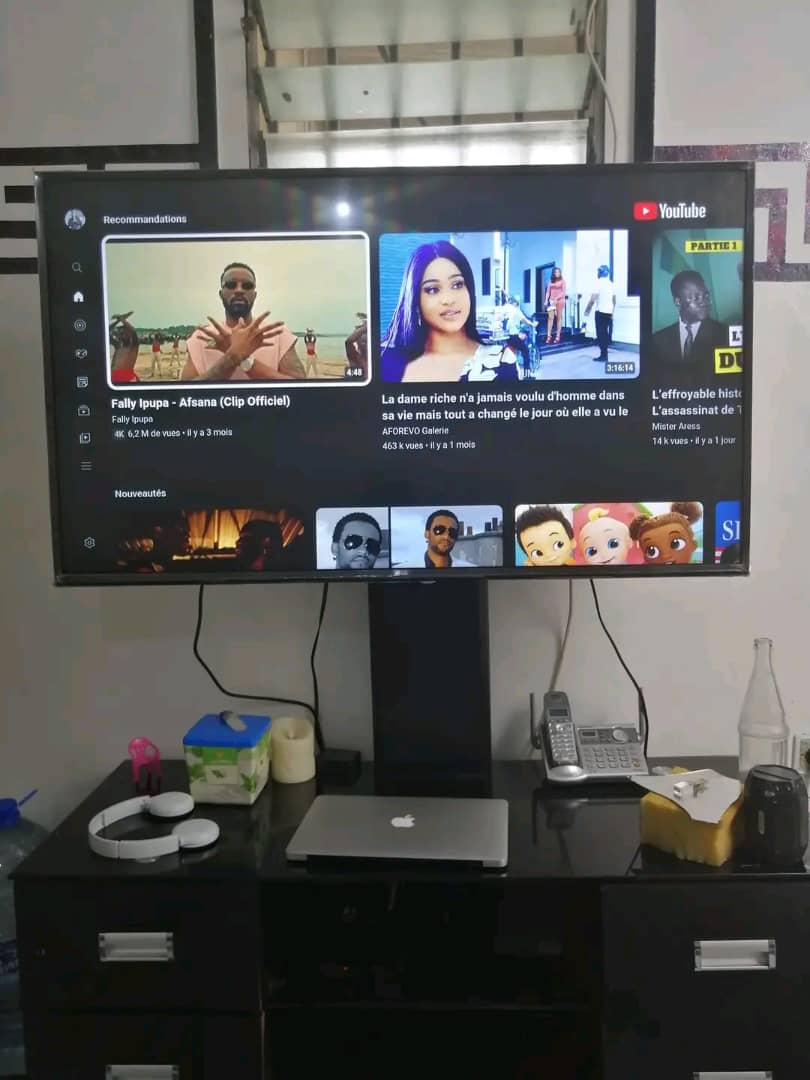 Recommandations
YouTube
4:48
Fally Ipupa - Afsana (Clip Officiel)
Fally Ipupa
4K 6,2 M de vues • il y a 3 mois
3:16:14
La dame riche n'a jamais voulu d'homme dans
sa vie mais tout a changé le jour où elle a vu le
AFOREVO Galerie
463 k vues • il y a 1 mois
PARTIE 1
L'
DU
L'effroyable histo
L'assassinat de T
Mister Aress
14 k vues • il y a 1 jour
Nouveautés